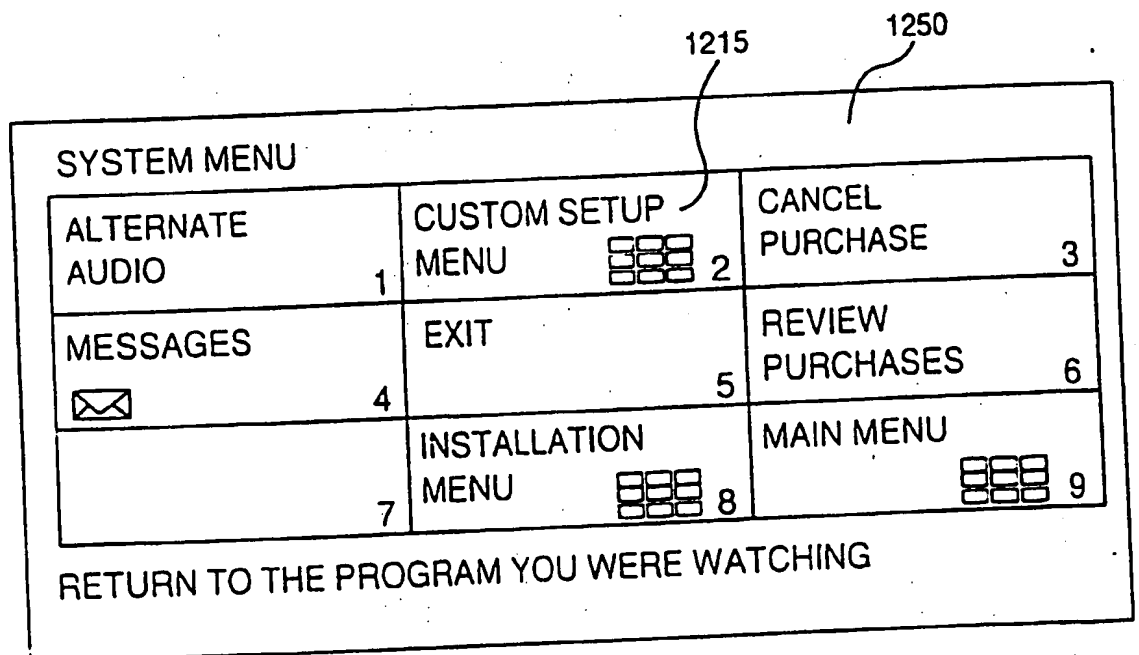 1215
1250
SYSTEM MENU
ALTERNATE
AUDIO
1
CUSTOM SETUP
MENU
2
CANCEL
PURCHASE
3
MESSAGES
4
EXIT
5
REVIEW
PURCHASES
6
7
INSTALLATION
MENU
8
MAIN MENU
9
RETURN TO THE PROGRAM YOU WERE WATCHING